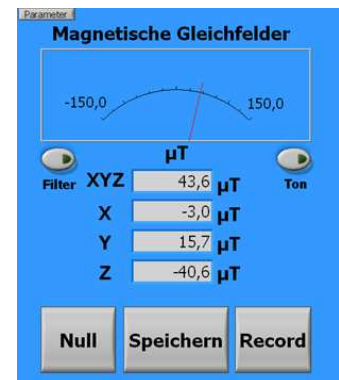 Parameter
Magnetische Gleichfelder
-150,0 150,0
µT
Filter Ton
XYZ 43,6 µT
X -3,0 µT
Y 15,7 µT
Z -40,6 µT
Null Speichern Record